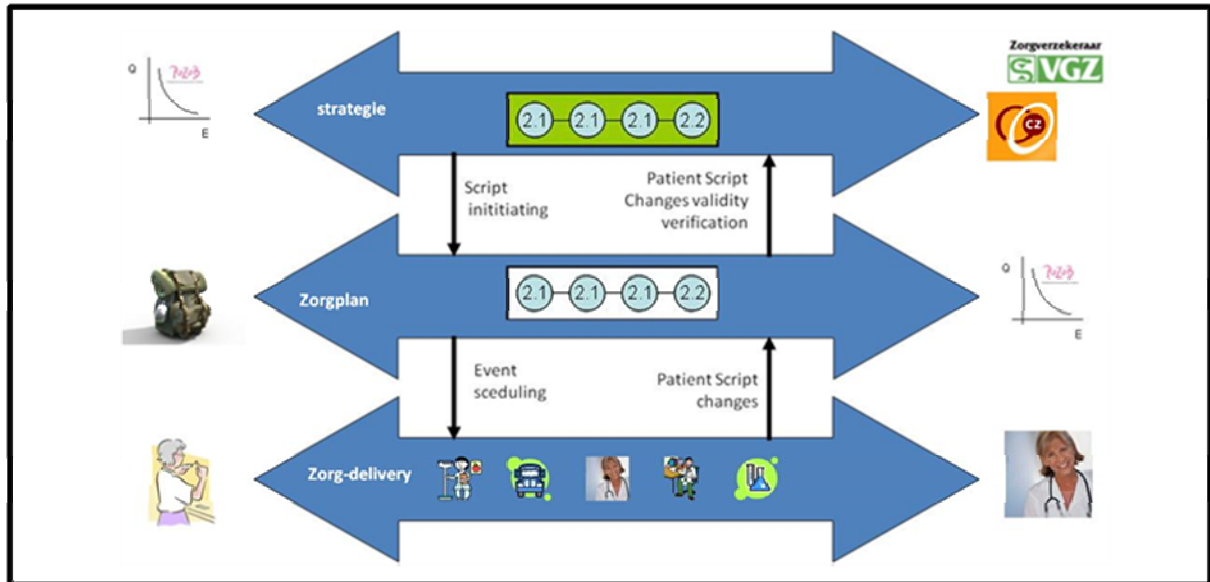 Q
E
strategie
2.1 2.1 2.1 2.2
Zorgverzekeraar
VGZ
CZ
Script
inititiating
Patient Script
Changes validity
verification
Zorgplan
2.1 2.1 2.1 2.2
Q
E
Event
sceduling
Patient Script
changes
Zorg-delivery